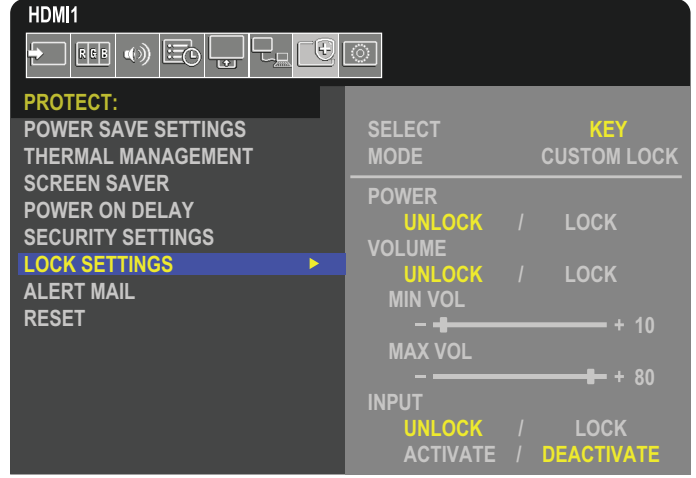 HDMI1
R G B
PROTECT:
POWER SAVE SETTINGS
THERMAL MANAGEMENT
SCREEN SAVER
POWER ON DELAY
SECURITY SETTINGS
LOCK SETTINGS
ALERT MAIL
RESET
SELECT KEY
MODE CUSTOM LOCK
POWER
UNLOCK / LOCK
VOLUME
UNLOCK / LOCK
MIN VOL
− + 10
MAX VOL
− + 80
INPUT
UNLOCK / LOCK
ACTIVATE / DEACTIVATE